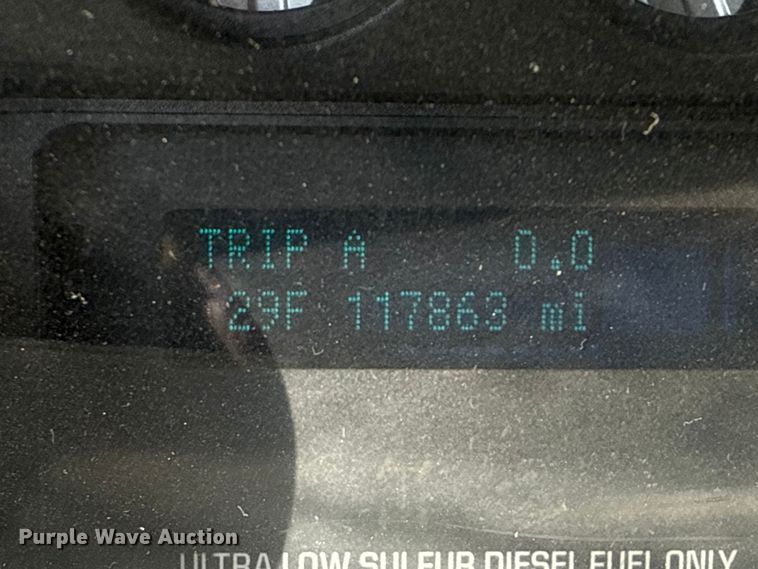 TRIP A 0.0
29F 117863 mi
Purple Wave Auction
ULTRA LOW SULFUR DIESEL FUEL ONLY